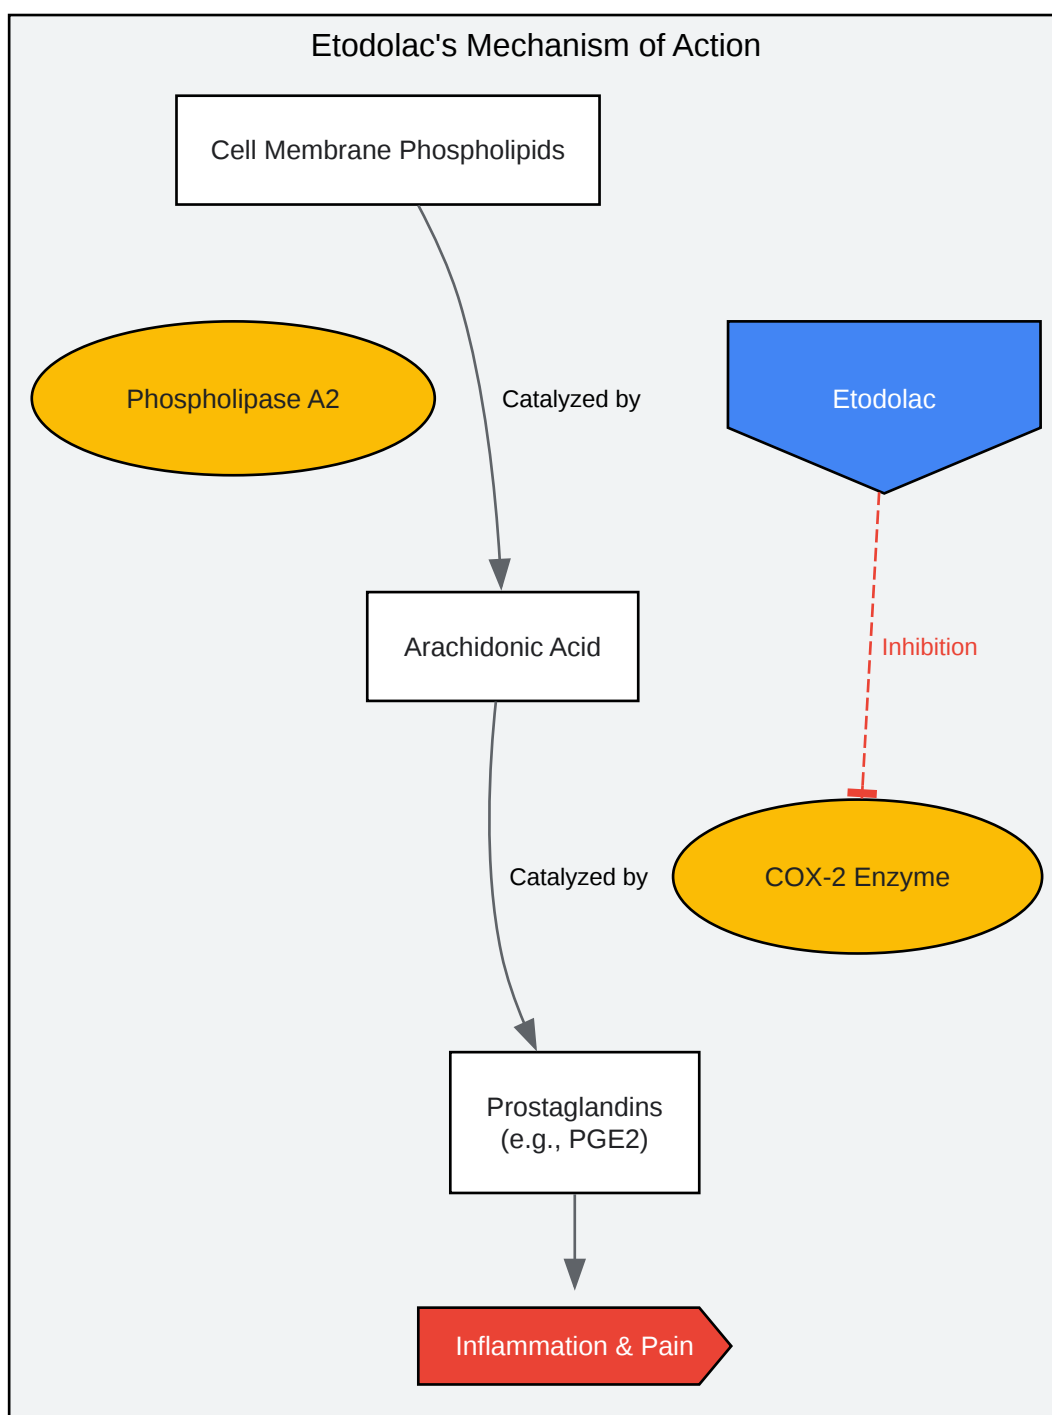 Etodolac's Mechanism of Action
Cell Membrane Phospholipids
Phospholipase A2
Catalyzed by
Etodolac
Arachidonic Acid
Inhibition
Catalyzed by
COX-2 Enzyme
Prostaglandins
(e.g., PGE2)
Inflammation & Pain